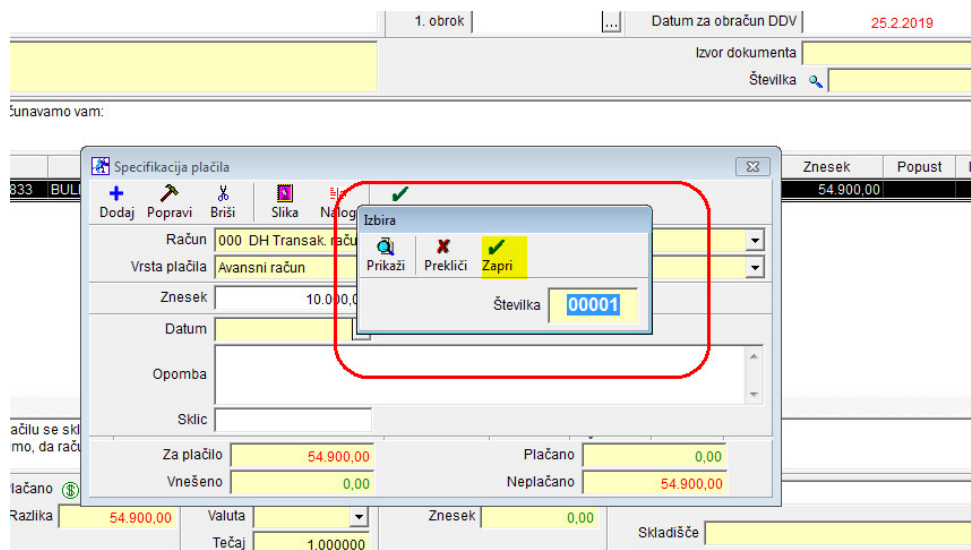 1. obrok ... Datum za obračun DDV 25.2.2019
Izvor dokumenta
Številka
čunavamo vam:
Znesek Popust
833 BULI 54.900,00
Specifikacija plačila
Dodaj Popravi Briši Slika Nalog
Račun 000 DH Transak. raču
Vrsta plačila Avansni račun
Znesek 10.000,0
Datum
Opomba
Sklic
Izbira
Prikaži Prekliči Zapri
Številka 00001
Za plačilo 54.900,00 Plačano 0,00
Vnešeno 0,00 Neplačano 54.900,00
ačilu se skl
mo, da raču
lačano
Razlika 54.900,00 Valuta Znesek 0,00
Skladišče
Tečaj 1.000000